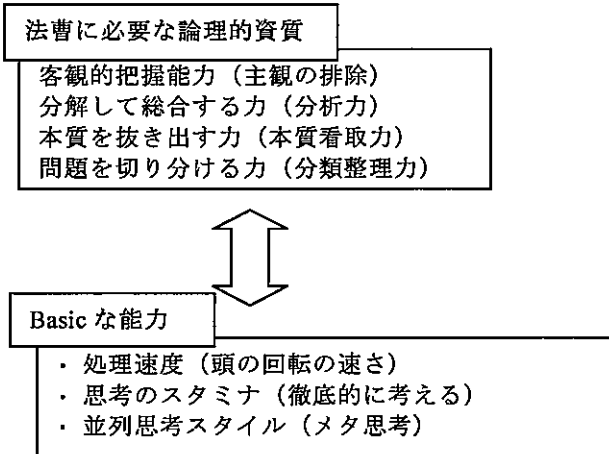 法曹に必要な論理的資質
客観的把握能力（主観の排除）
分解して総合する力（分析力）
本質を抜き出す力（本質看取力）
問題を切り分ける力（分類整理力）
Basic な能力
・処理速度（頭の回転の速さ）
・思考のスタミナ（徹底的に考える）
・並列思考スタイル（メタ思考）